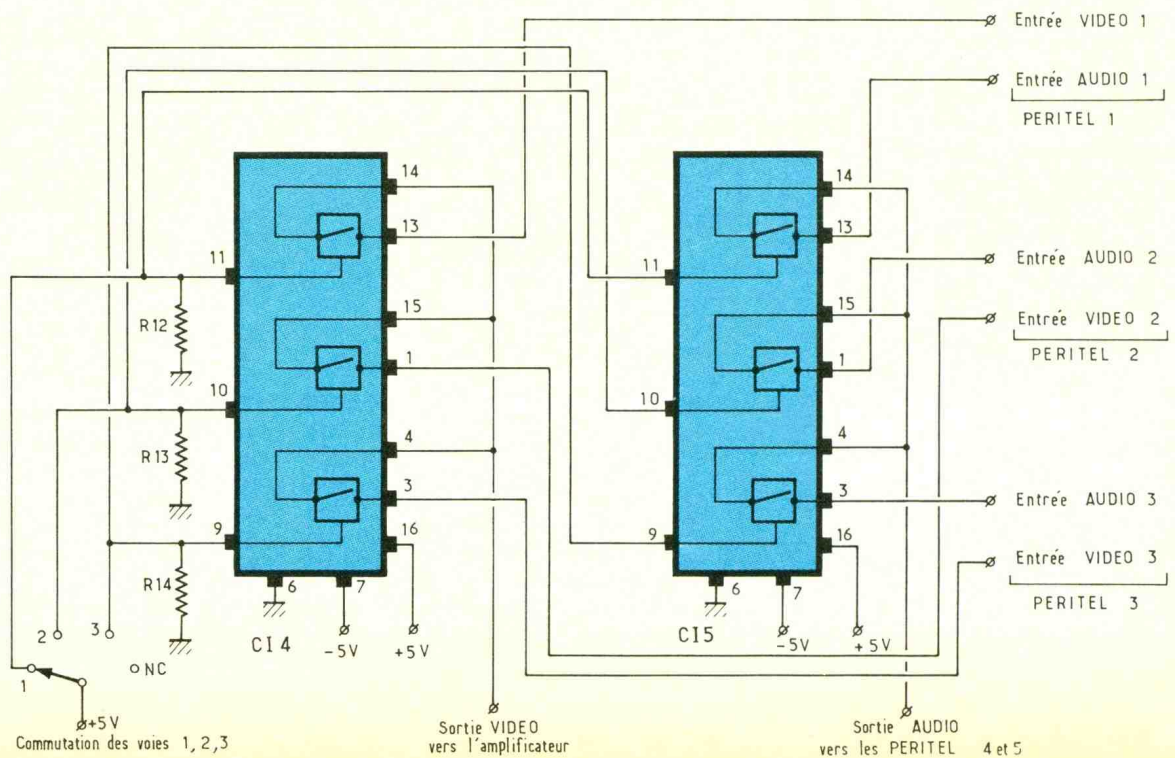 Entrée VIDEO 1
Entrée AUDIO 1
PERITEL 1
14
14
13
13
11
11
Entrée AUDIO 2
15
15
R12
Entrée VIDEO 2
1
1
PERITEL 2
10
10
4
4
R13
3
3
Entrée AUDIO 3
9
16
9
16
Entrée VIDEO 3
R14
6
7
6
7
PERITEL 3
2
3
CI4
-5V
+5V
CI5
-5V
+5V
NC
1
+5V
Commutation des voies 1,2,3
Sortie VIDEO
vers l'amplificateur
Sortie AUDIO
vers les PERITEL 4 et 5